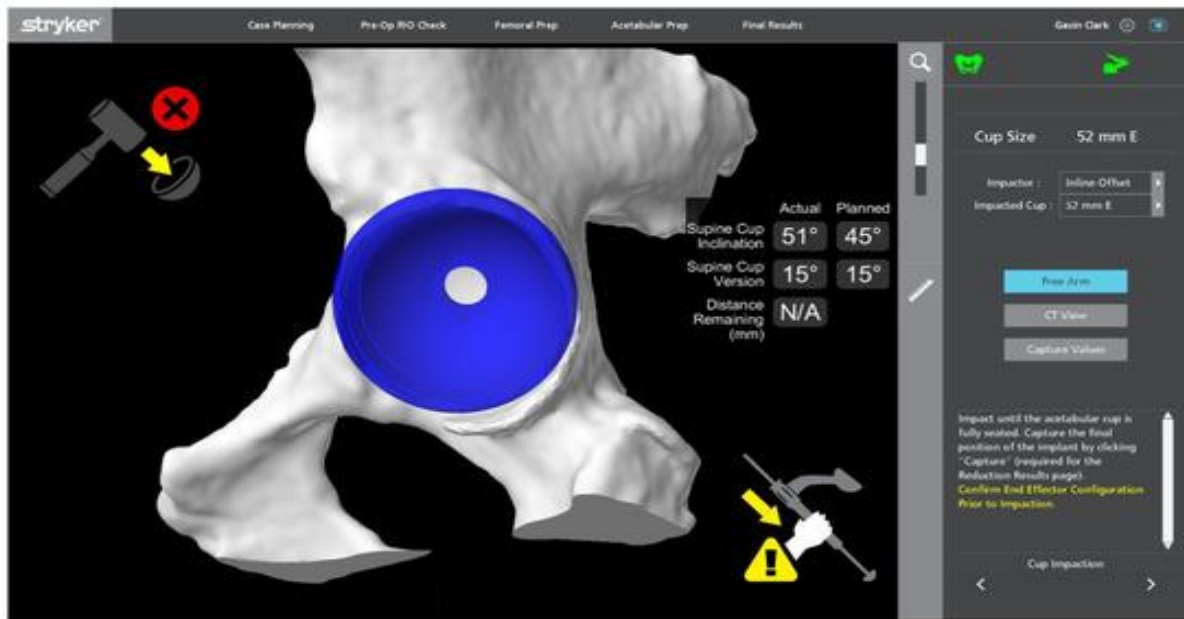 stryker
Case Planning
Pre-Op RIO Check
Femoral Prep
Acetabular Prep
Final Results
Gavin Clark
Actual Planned
Supine Cup
Inclination
51° 45°
Supine Cup
Version
15° 15°
Distance
Remaining
(mm)
N/A
Cup Size 52 mm E
Impactor : Inline Offset
Impacted Cup : 52 mm E
Free Arm
CT View
Capture Values
Impact until the acetabular cup is
fully seated. Capture the final
position of the implant by clicking
"Capture" (required for the
Reduction Results page).
Confirm End Effector Configuration
Prior to Impaction.
Cup Impaction
< >